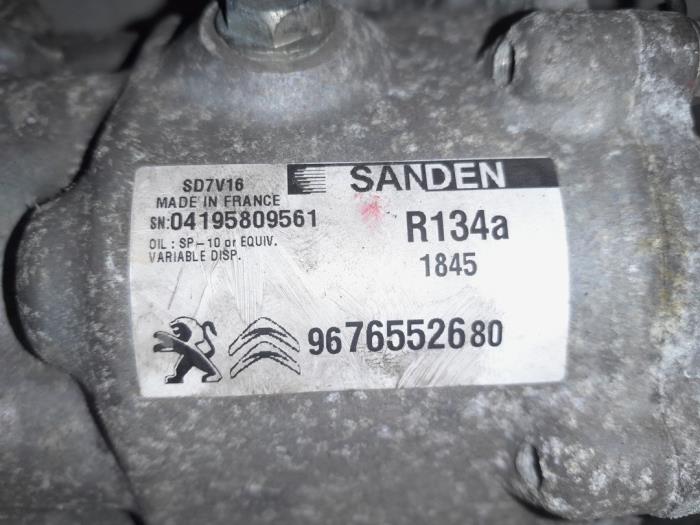 SD7V16
SANDEN
MADE IN FRANCE
SN:04195809561
R134a
OIL : SP-10 or EQUIV.
VARIABLE DISP.
1845
9676552680